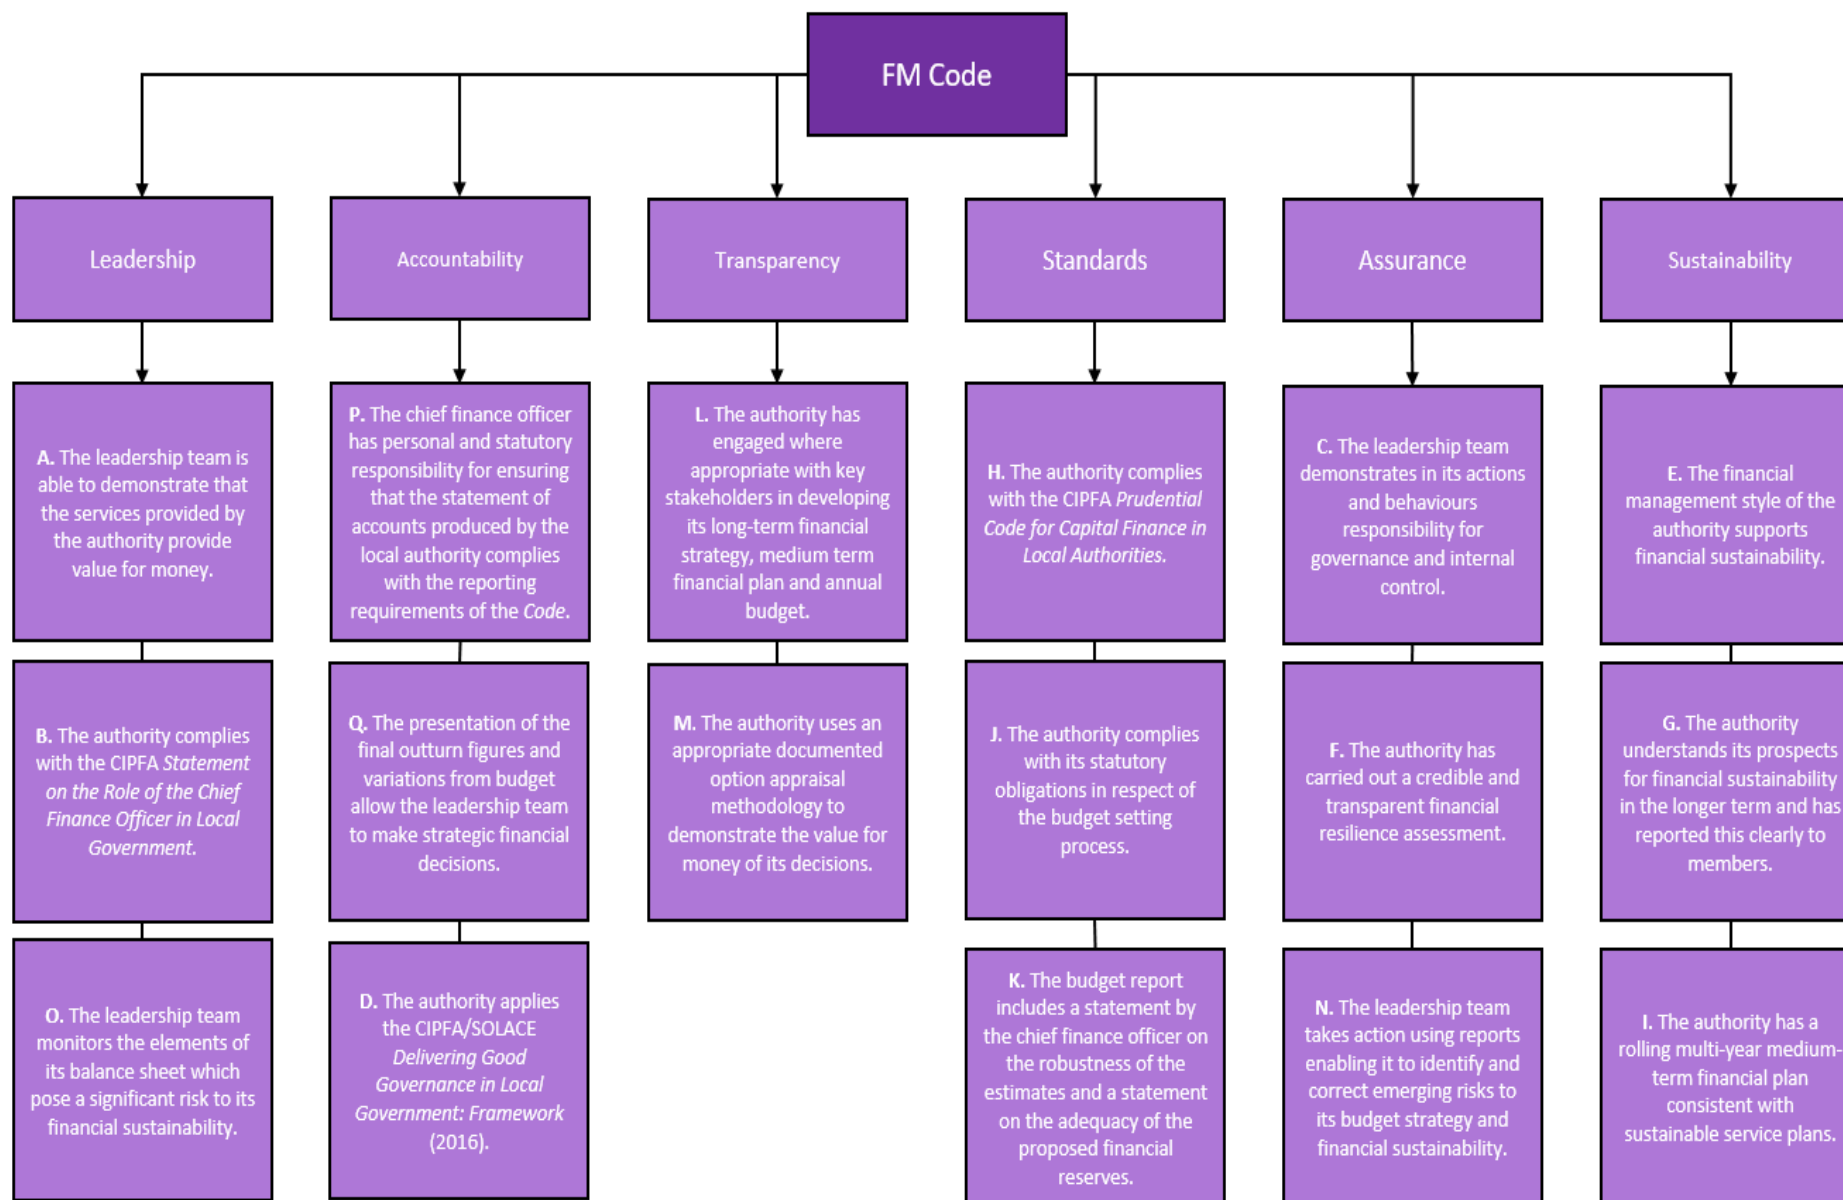 FM Code
Leadership
Accountability
Transparency
Standards
Assurance
Sustainability
A. The leadership team is
able to demonstrate that
the services provided by
the authority provide
value for money.
B. The authority complies
with the CIPFA Statement
on the Role of the Chief
Finance Officer in Local
Government.
O. The leadership team
monitors the elements of
its balance sheet which
pose a significant risk to its
financial sustainability.
P. The chief finance officer
has personal and statutory
responsibility for ensuring
that the statement of
accounts produced by the
local authority complies
with the reporting
requirements of the Code.
Q. The presentation of the
final outturn figures and
variations from budget
allow the leadership team
to make strategic financial
decisions.
D. The authority applies
the CIPFA/SOLACE
Delivering Good
Governance in Local
Government: Framework
(2016).
L. The authority has
engaged where
appropriate with key
stakeholders in developing
its long-term financial
strategy, medium term
financial plan and annual
budget.
M. The authority uses an
appropriate documented
option appraisal
methodology to
demonstrate the value for
money of its decisions.
H. The authority complies
with the CIPFA Prudential
Code for Capital Finance in
Local Authorities.
J. The authority complies
with its statutory
obligations in respect of
the budget setting
process.
K. The budget report
includes a statement by
the chief finance officer on
the robustness of the
estimates and a statement
on the adequacy of the
proposed financial
reserves.
C. The leadership team
demonstrates in its actions
and behaviours
responsibility for
governance and internal
control.
F. The authority has
carried out a credible and
transparent financial
resilience assessment.
N. The leadership team
takes action using reports
enabling it to identify and
correct emerging risks to
its budget strategy and
financial sustainability.
E. The financial
management style of the
authority supports
financial sustainability.
G. The authority
understands its prospects
for financial sustainability
in the longer term and has
reported this clearly to
members.
I. The authority has a
rolling multi-year medium-
term financial plan
consistent with
sustainable service plans.